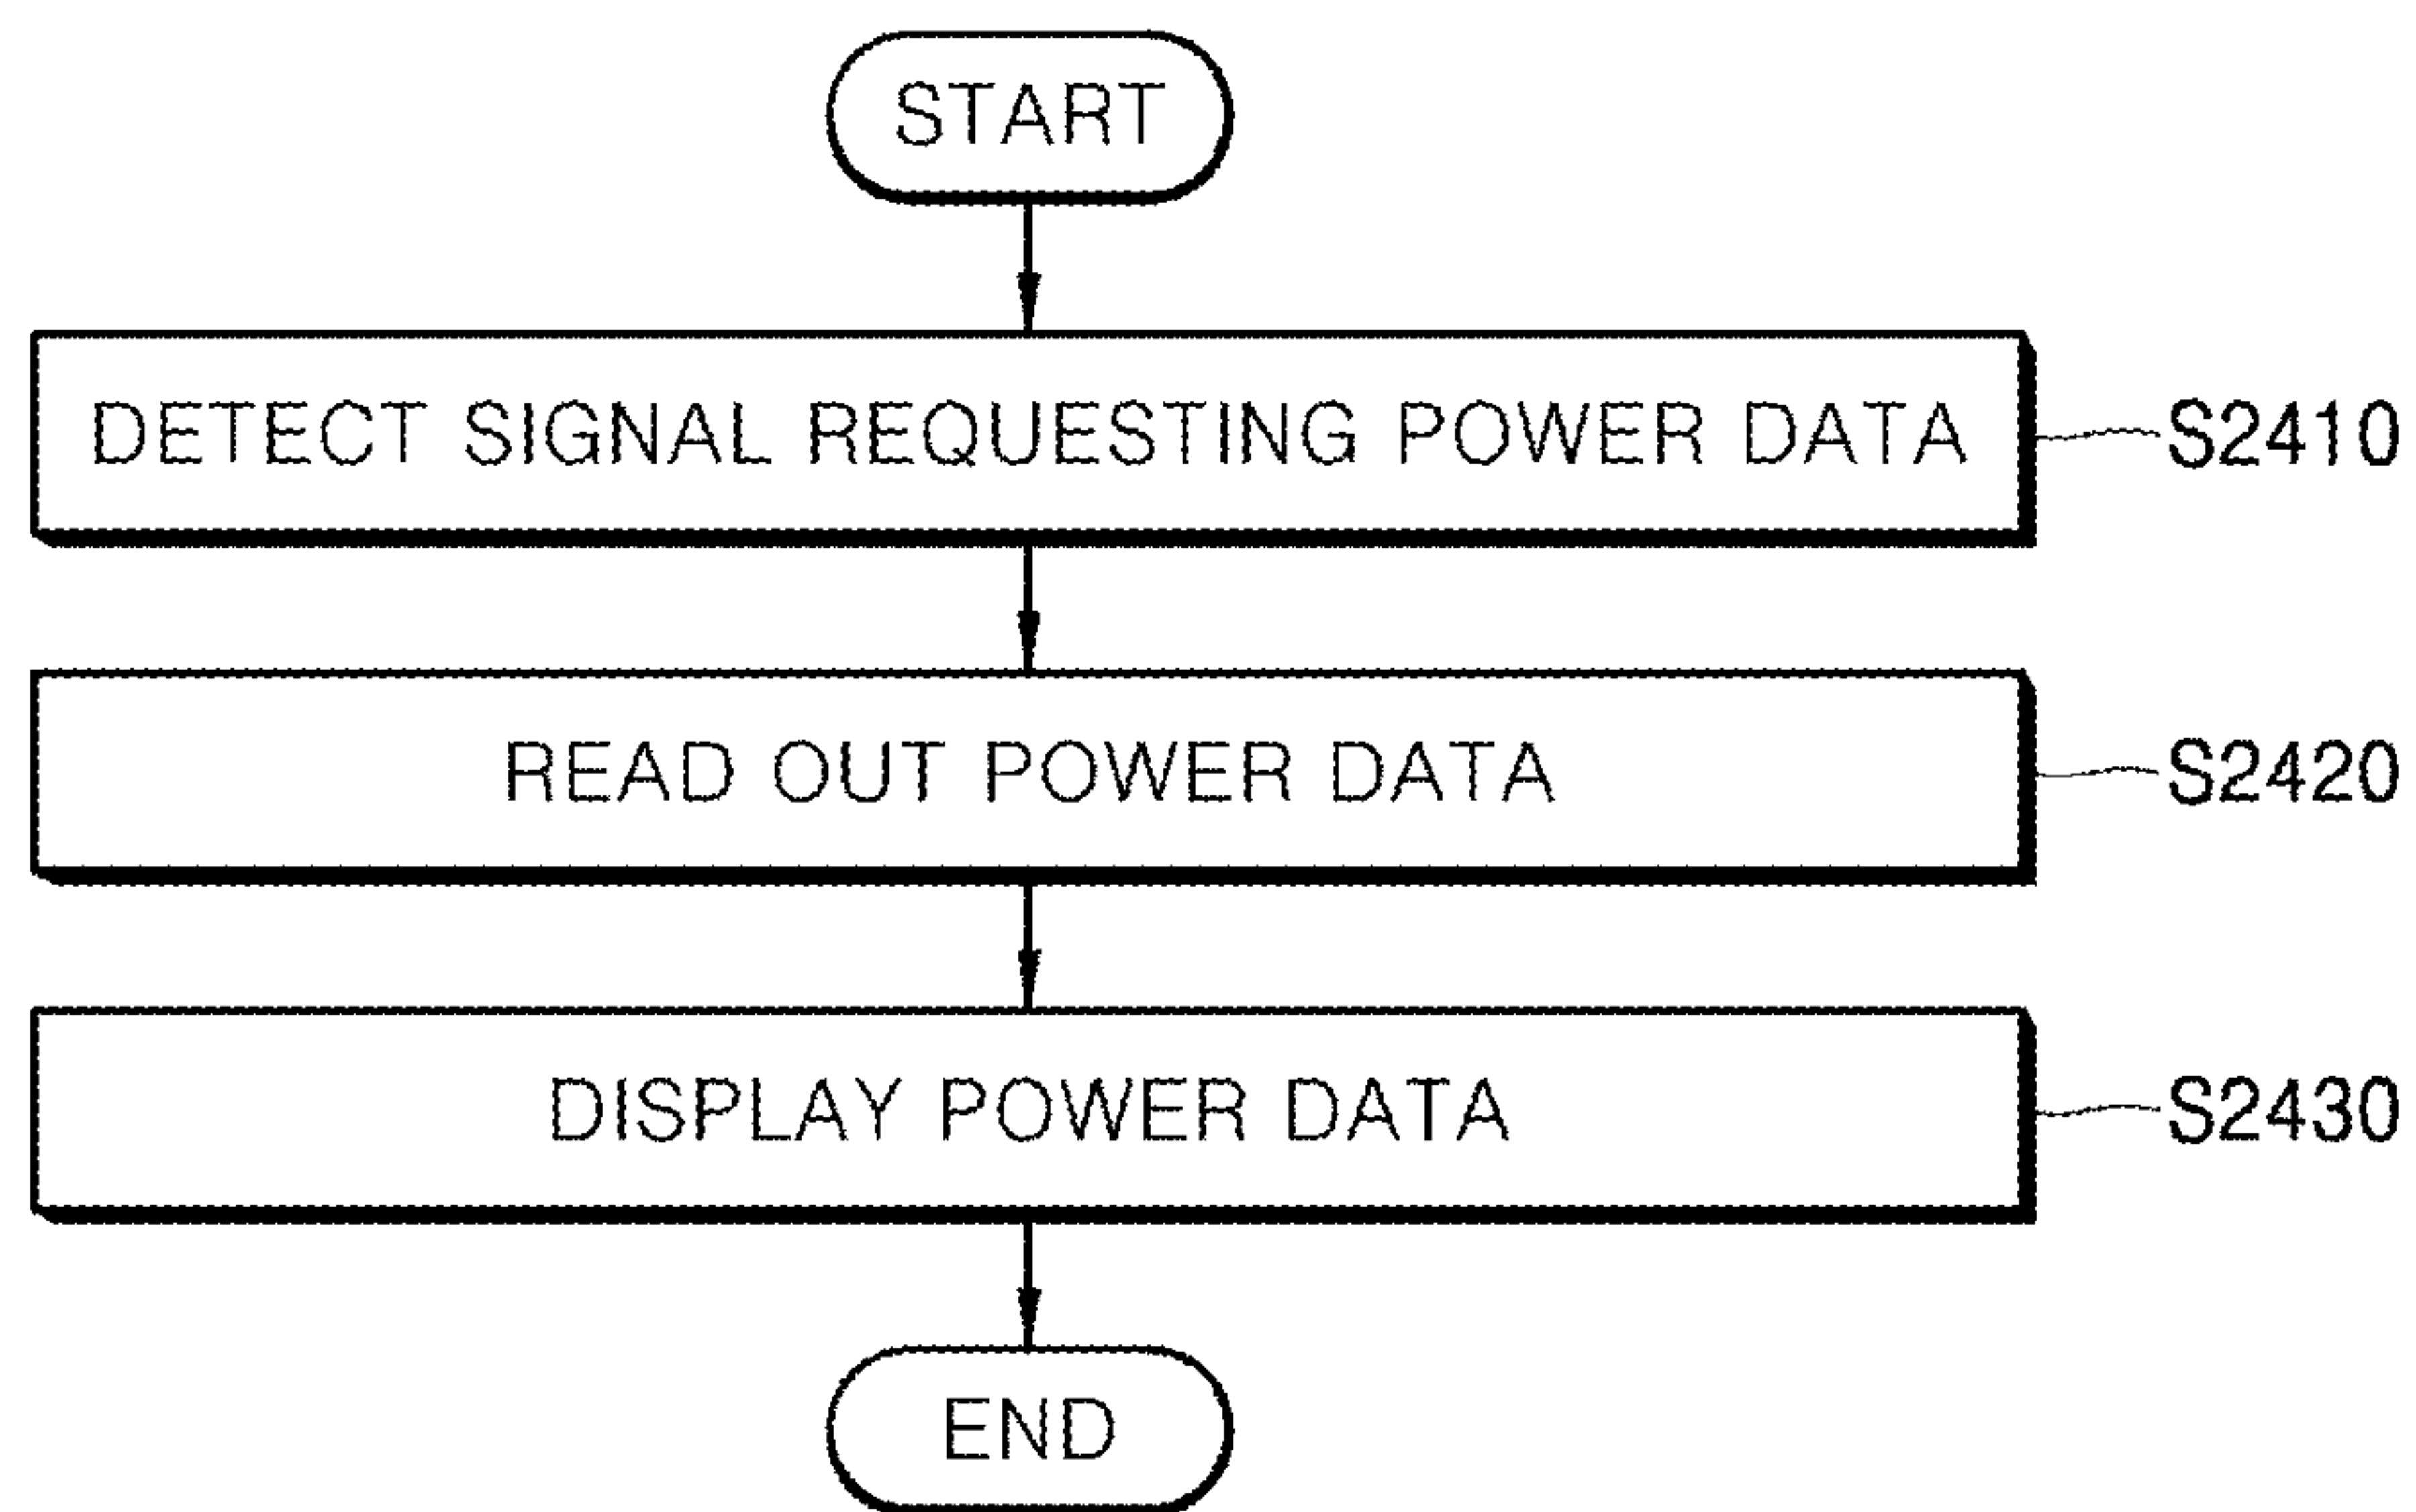 START
DETECT SIGNAL REQUESTING POWER DATA
S2410
READ OUT POWER DATA
S2420
DISPLAY POWER DATA
S2430
END